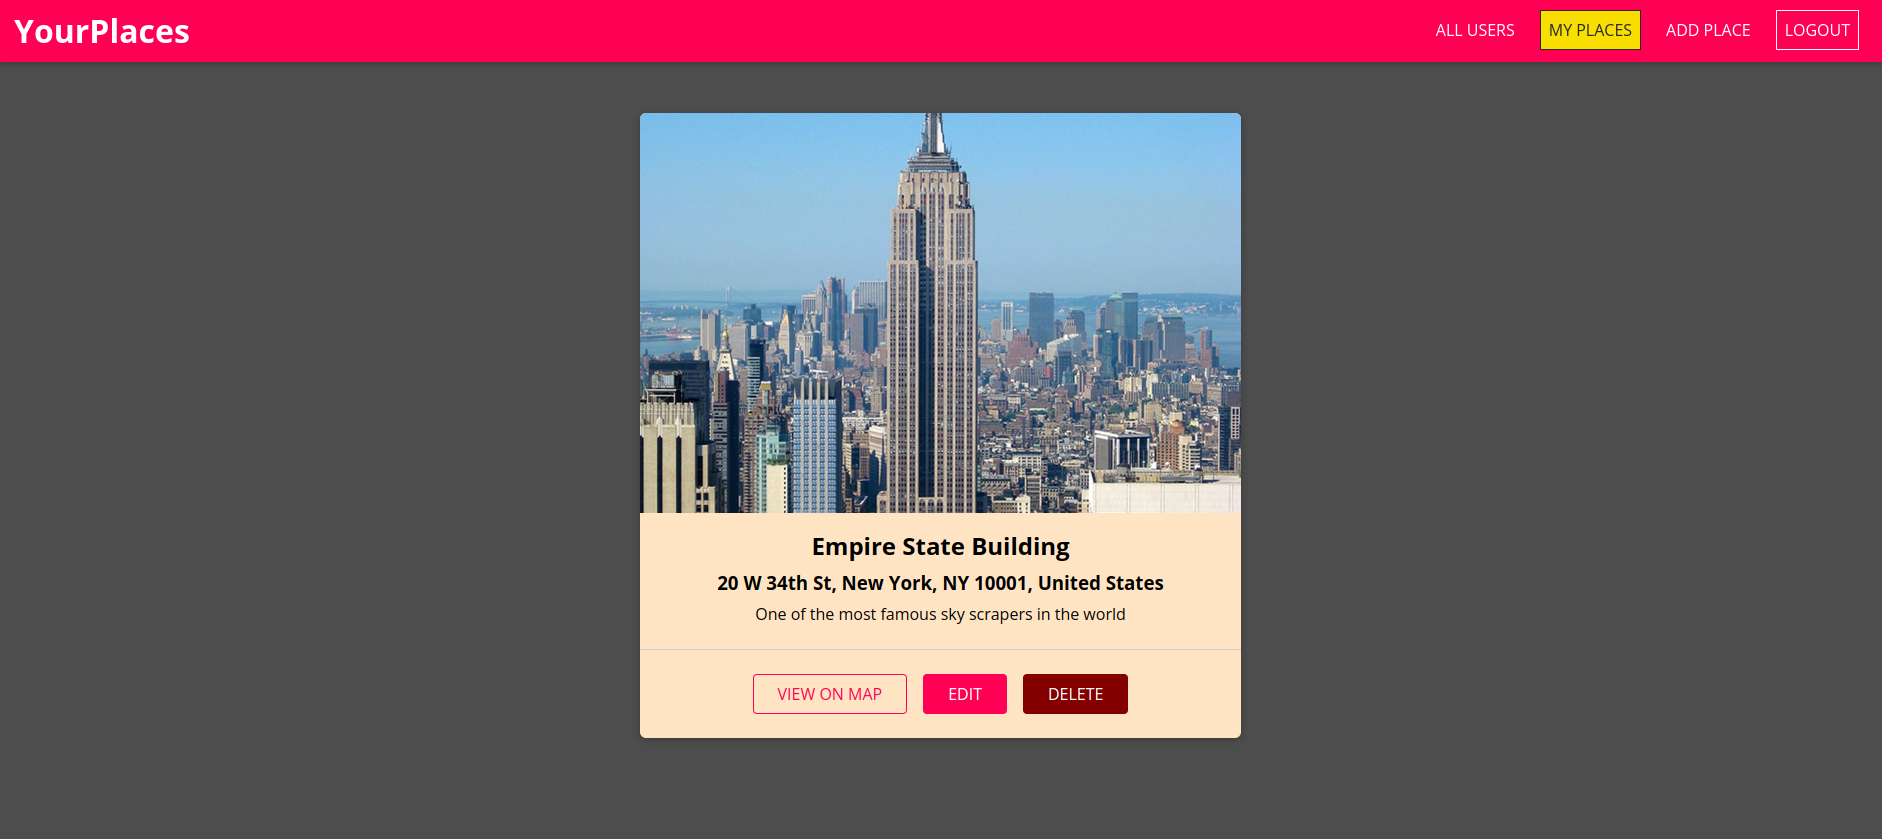 YourPlaces
ALL USERS
MY PLACES
ADD PLACE
LOGOUT
Empire State Building
20 W 34th St, New York, NY 10001, United States
One of the most famous sky scrapers in the world
VIEW ON MAP
EDIT
DELETE